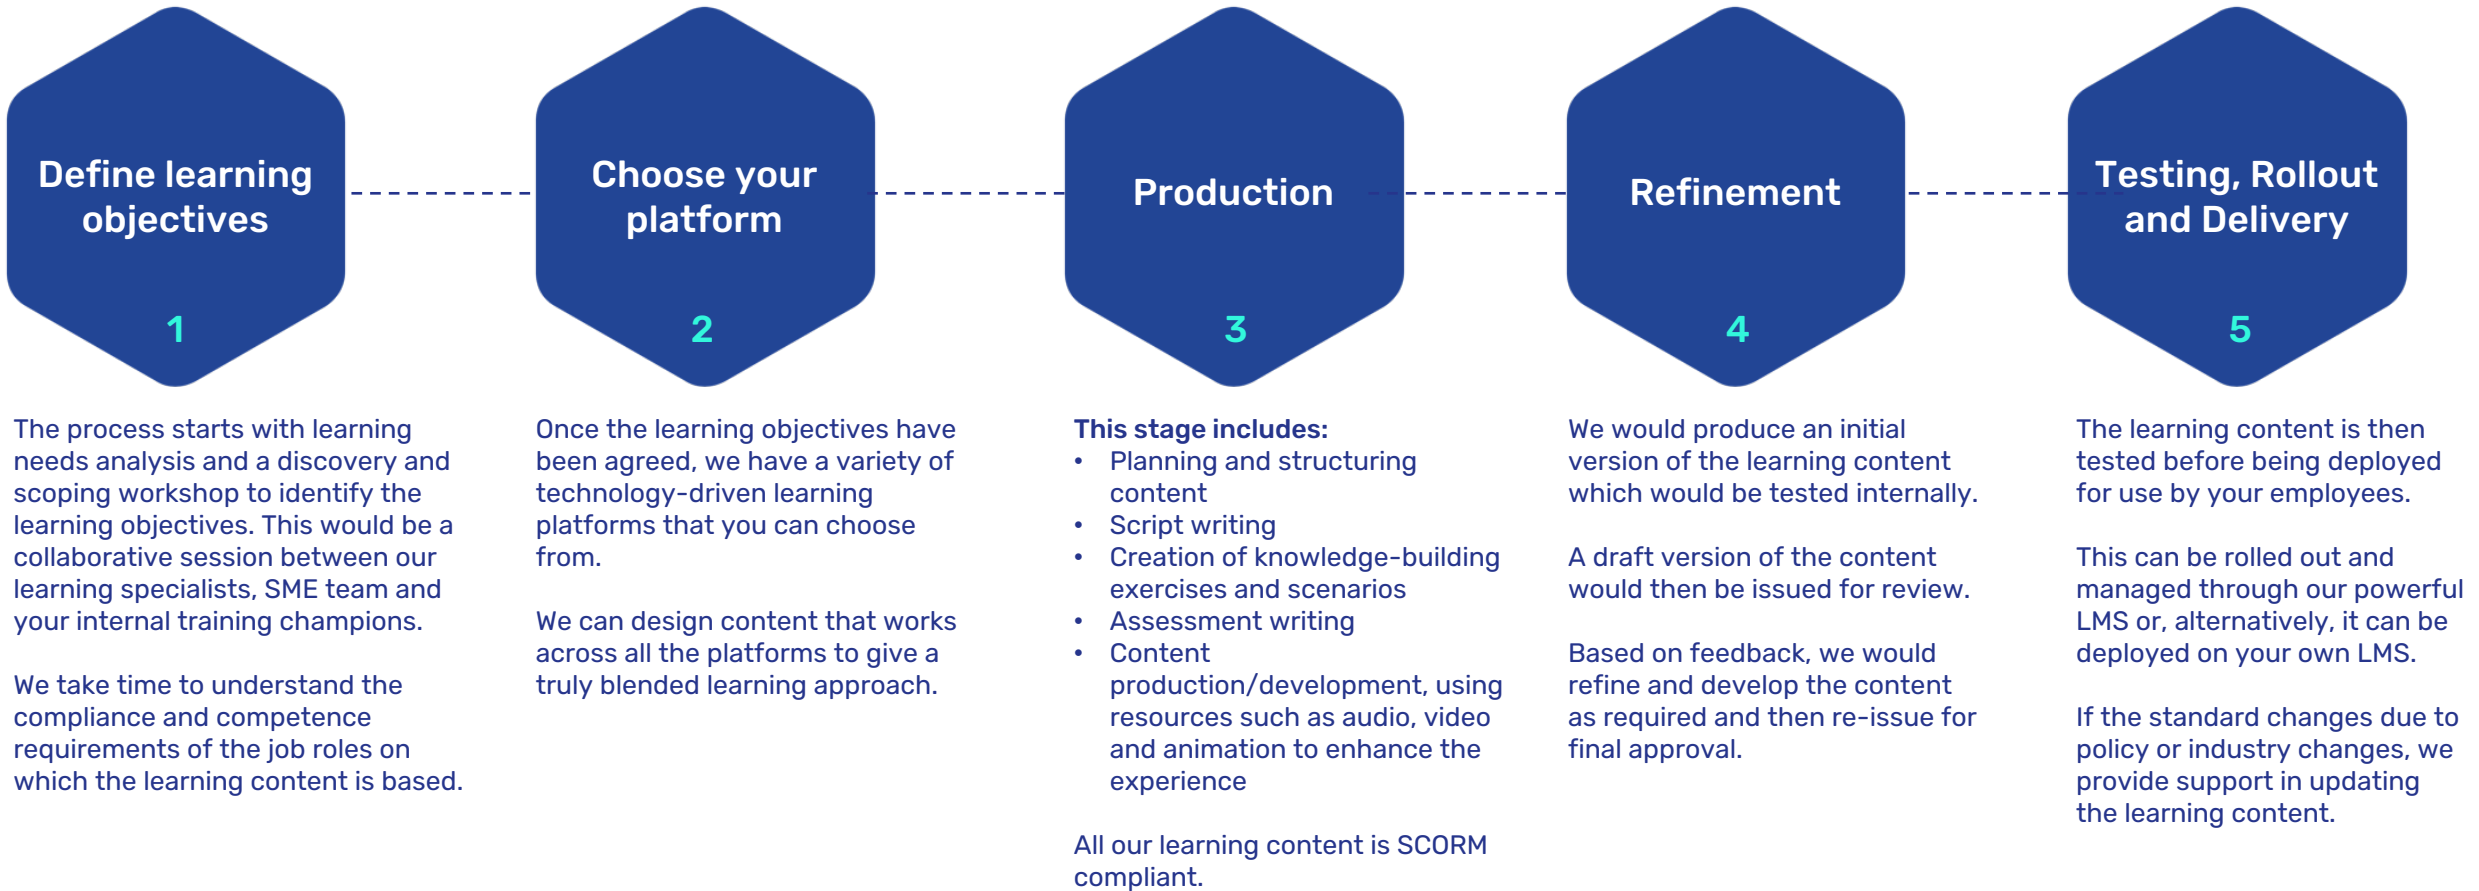 Define learning
objectives
1
The process starts with learning
needs analysis and a discovery and
scoping workshop to identify the
learning objectives. This would be a
collaborative session between our
learning specialists, SME team and
your internal training champions.
We take time to understand the
compliance and competence
requirements of the job roles on
which the learning content is based.
Choose your
platform
2
Once the learning objectives have
been agreed, we have a variety of
technology-driven learning
platforms that you can choose
from.
We can design content that works
across all the platforms to give a
truly blended learning approach.
Production
3
This stage includes:
• Planning and structuring
content
• Script writing
• Creation of knowledge-building
exercises and scenarios
• Assessment writing
• Content
production/development, using
resources such as audio, video
and animation to enhance the
experience
All our learning content is SCORM
compliant.
Refinement
4
We would produce an initial
version of the learning content
which would be tested internally.
A draft version of the content
would then be issued for review.
Based on feedback, we would
refine and develop the content
as required and then re-issue for
final approval.
Testing, Rollout
and Delivery
5
The learning content is then
tested before being deployed
for use by your employees.
This can be rolled out and
managed through our powerful
LMS or, alternatively, it can be
deployed on your own LMS.
If the standard changes due to
policy or industry changes, we
provide support in updating
the learning content.